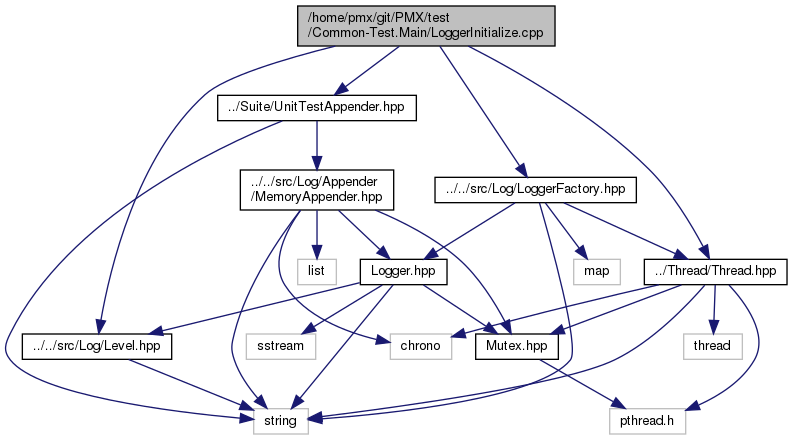 /home/pmx/git/PMX/test
/Common-Test.Main/LoggerInitialize.cpp
../Suite/UnitTestAppender.hpp
../../src/Log/Appender
/MemoryAppender.hpp
../../src/Log/LoggerFactory.hpp
list
Logger.hpp
map
../Thread/Thread.hpp
../../src/Log/Level.hpp
sstream
chrono
Mutex.hpp
thread
string
pthread.h